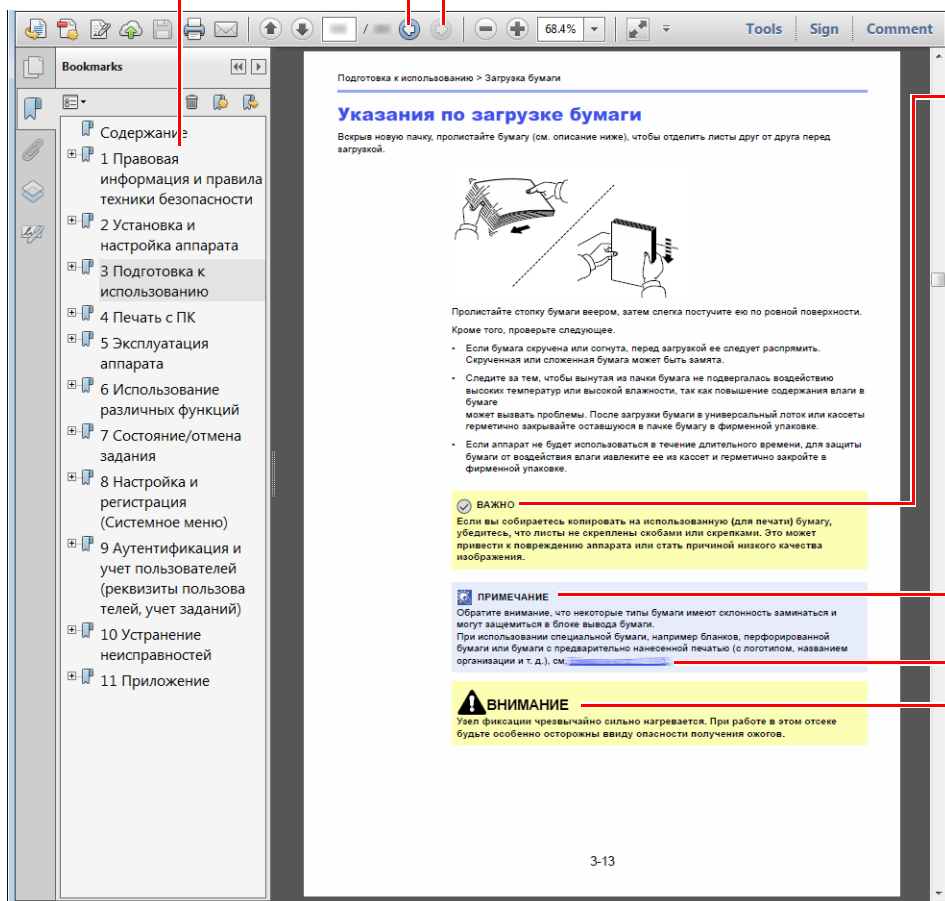 /
68.4%
Tools
Sign
Comment
Bookmarks
Содержание
1 Правовая
информация и правила
техники безопасности
2 Установка и
настройка аппарата
3 Подготовка к
использованию
4 Печать с ПК
5 Эксплуатация
аппарата
6 Использование
различных функций
7 Состояние/отмена
задания
8 Настройка и
регистрация
(Системное меню)
9 Аутентификация и
учет пользователей
(реквизиты пользова
телей, учет заданий)
10 Устранение
неисправностей
11 Приложение
Подготовка к использованию > Загрузка бумаги
Указания по загрузке бумаги
Вскрыв новую пачку, пролистайте бумагу (см. описание ниже), чтобы отделить листы друг от друга перед
загрузкой.
Пролистайте стопку бумаги веером, затем слегка постучите ею по ровной поверхности.
Кроме того, проверьте следующее.
• Если бумага скручена или согнута, перед загрузкой ее следует распрямить.
Скрученная или сложенная бумага может быть замята.
• Следите за тем, чтобы вынутая из пачки бумага не подвергалась воздействию
высоких температур или высокой влажности, так как повышение содержания влаги в
бумаге
может вызвать проблемы. После загрузки бумаги в универсальный лоток или кассеты
герметично закрывайте оставшуюся в пачке бумагу в фирменной упаковке.
• Если аппарат не будет использоваться в течение длительного времени, для защиты
бумаги от воздействия влаги извлеките ее из кассет и герметично закройте в
фирменной упаковке.
ВАЖНО
Если вы собираетесь копировать на использованную (для печати) бумагу,
убедитесь, что листы не скреплены скобами или скрепками. Это может
привести к повреждению аппарата или стать причиной низкого качества
изображения.
ПРИМЕЧАНИЕ
Обратите внимание, что некоторые типы бумаги имеют склонность заминаться и
могут защемиться в блоке вывода бумаги.
При использовании специальной бумаги, например бланков, перфорированной
бумаги или бумаги с предварительно нанесенной печатью (с логотипом, названием
организации и т. д.), см.
ВНИМАНИЕ
Узел фиксации чрезвычайно сильно нагревается. При работе в этом отсеке
будьте особенно осторожны ввиду опасности получения ожогов.
3-13